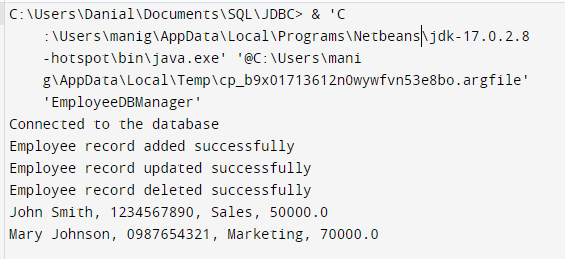 C:\Users\Danial\Documents\SQL\JDBC> & 'C
:\Users\manig\AppData\Local\Programs\Netbeans\jdk-17.0.2.8
-hotspot\bin\java.exe' '@C:\Users\mani
g\AppData\Local\Temp\cp_b9x01713612n0wywfvn53e8bo.argfile'
'EmployeeDBManager'
Connected to the database
Employee record added successfully
Employee record updated successfully
Employee record deleted successfully
John Smith, 1234567890, Sales, 50000.0
Mary Johnson, 0987654321, Marketing, 70000.0